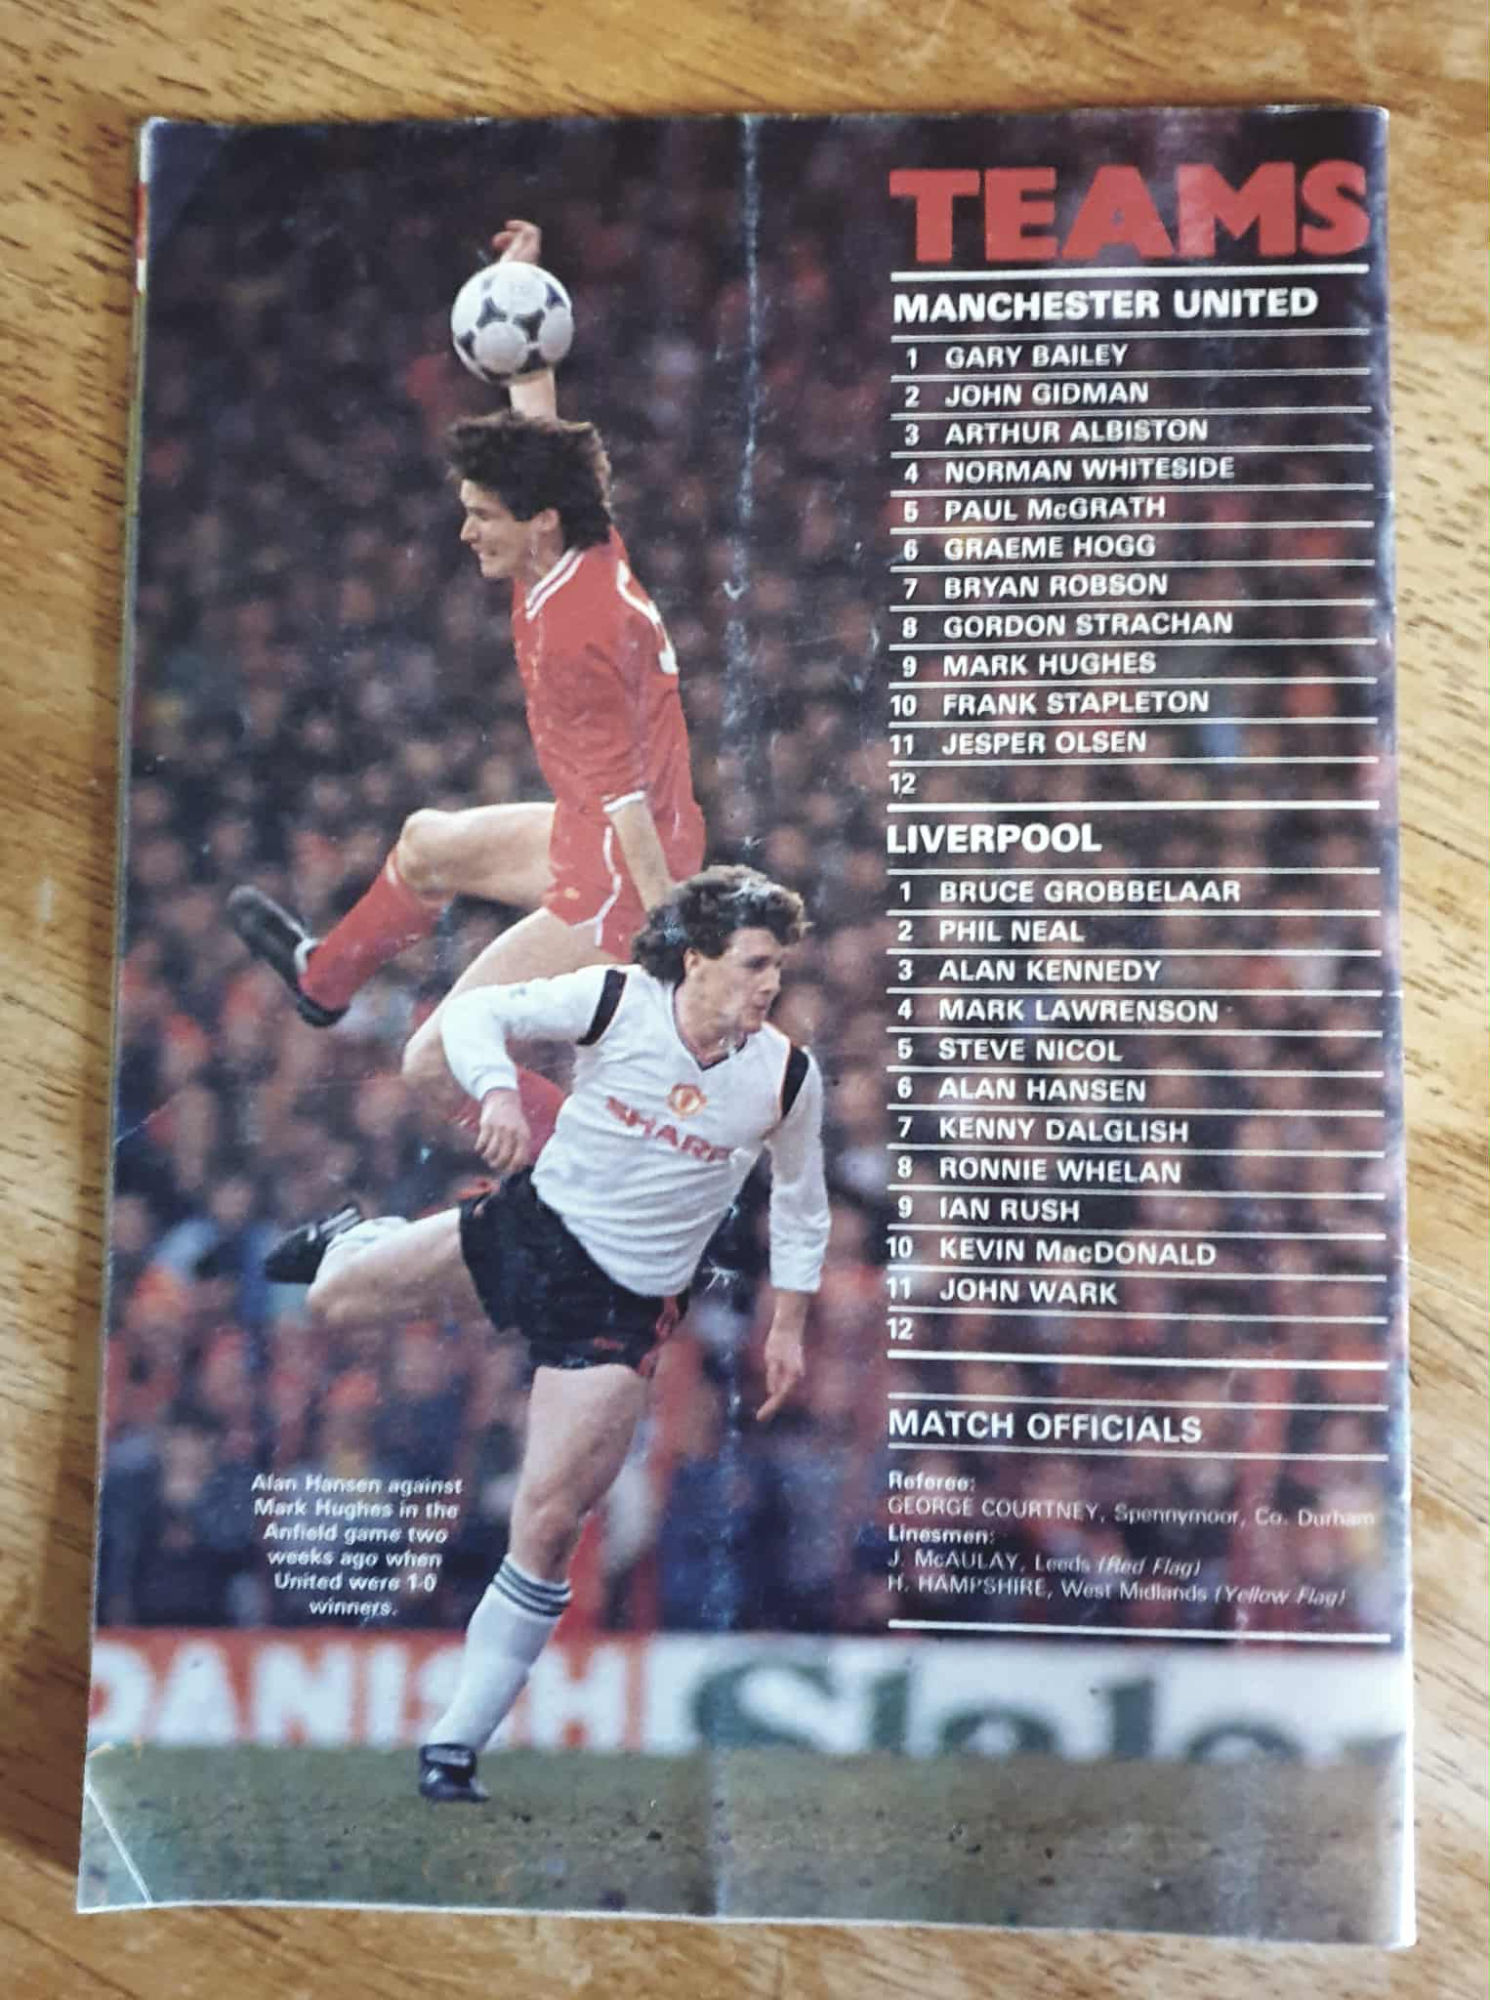 TEAMS
MANCHESTER UNITED
1 GARY BAILEY
2 JOHN GIDMAN
3 ARTHUR ALBISTON
4 NORMAN WHITESIDE
5 PAUL McGRATH
6 GRAEME HOGG
7 BRYAN ROBSON
8 GORDON STRACHAN
9 MARK HUGHES
10 FRANK STAPLETON
11 JESPER OLSEN
12
LIVERPOOL
1 BRUCE GROBBELAAR
2 PHIL NEAL
3 ALAN KENNEDY
4 MARK LAWRENSON
5 STEVE NICOL
6 ALAN HANSEN
7 KENNY DALGLISH
8 RONNIE WHELAN
9 IAN RUSH
10 KEVIN MacDONALD
11 JOHN WARK
12
MATCH OFFICIALS
Referee:
GEORGE COURTNEY, Spennymoor, Co. Durham
Linesmen:
J. McAULAY, Leeds (Red Flag)
H. HAMPSHIRE, West Midlands (Yellow Flag)
Alan Hansen against
Mark Hughes in the
Anfield game two
weeks ago when
United were 1-0
winners.
SHARP
DANISH